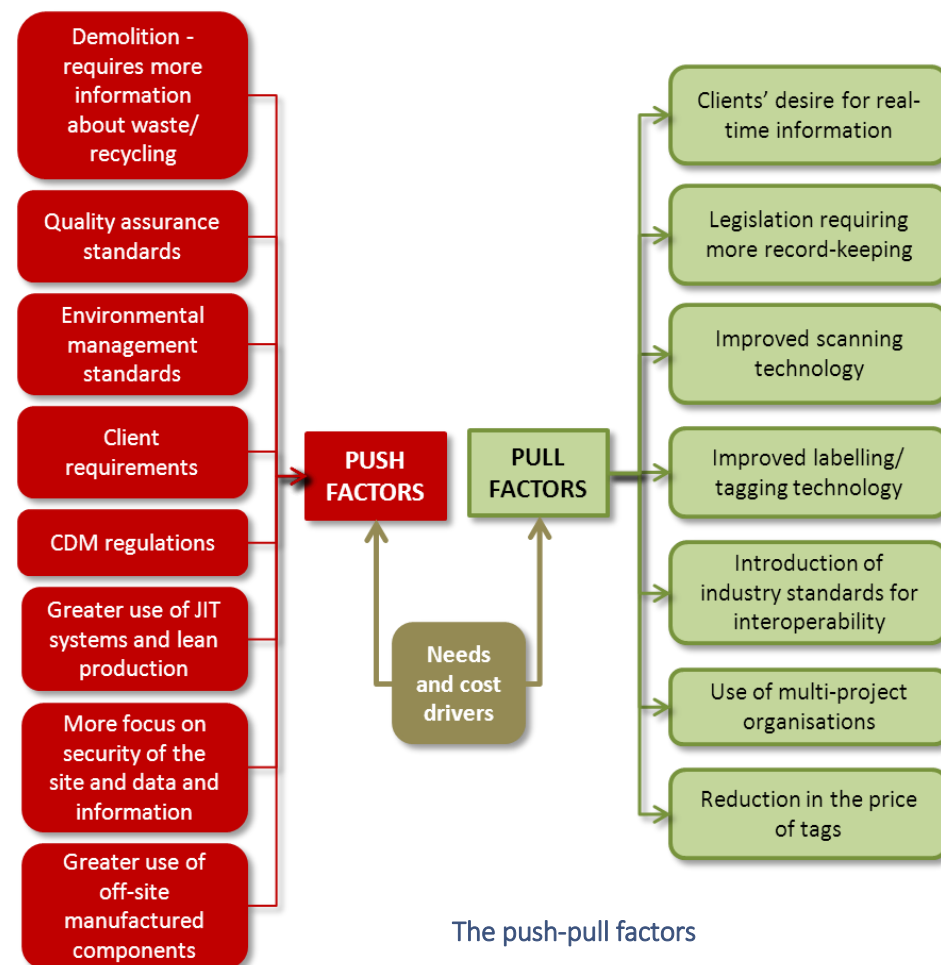 Demolition -
requires more
information
about waste/
recycling
Quality assurance
standards
Environmental
management
standards
Client
requirements
CDM regulations
Greater use of JIT
systems and lean
production
More focus on
security of the
site and data and
information
Greater use of
off-site
manufactured
components
PUSH
FACTORS
PULL
FACTORS
Needs
and cost
drivers
Clients’ desire for real-
time information
Legislation requiring
more record-keeping
Improved scanning
technology
Improved labelling/
tagging technology
Introduction of
industry standards for
interoperability
Use of multi-project
organisations
Reduction in the price
of tags
The push-pull factors